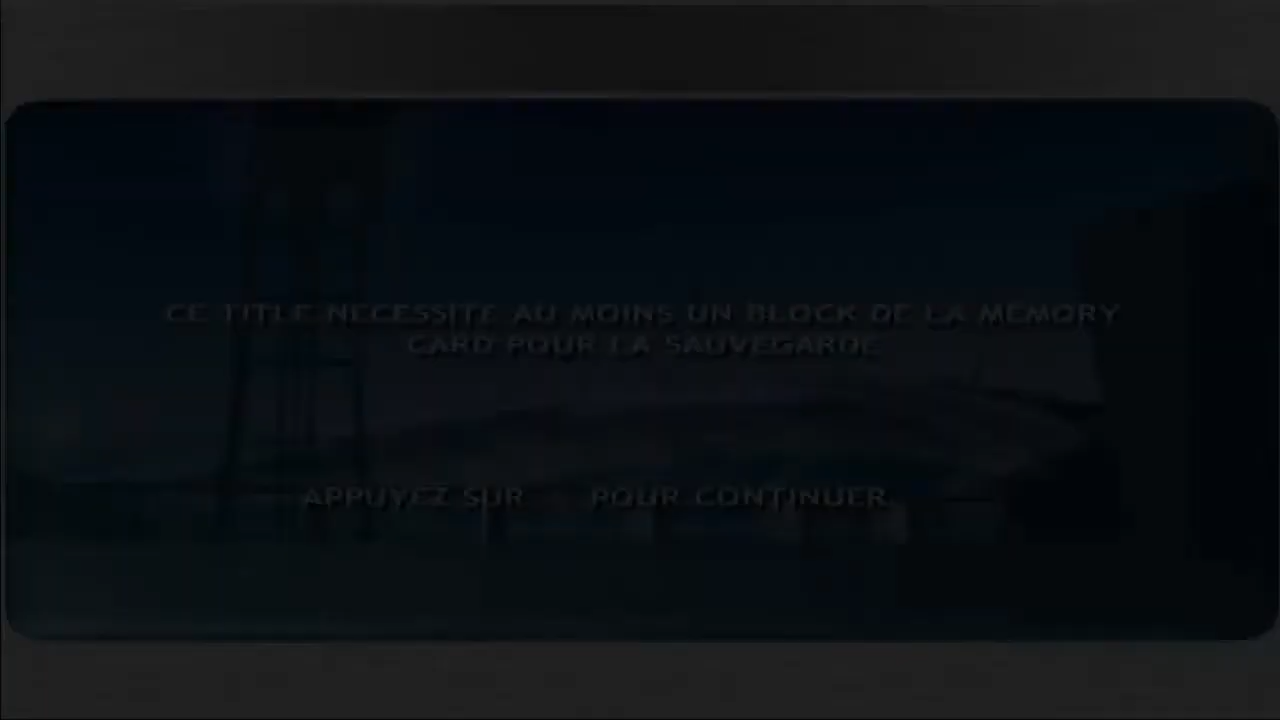 CE TITLE NECESSITE AU MOINS UN BLOCK DE LA MEMORY
CARD POUR LA SAUVEGARDE
APPUYEZ SUR POUR CONTINUER